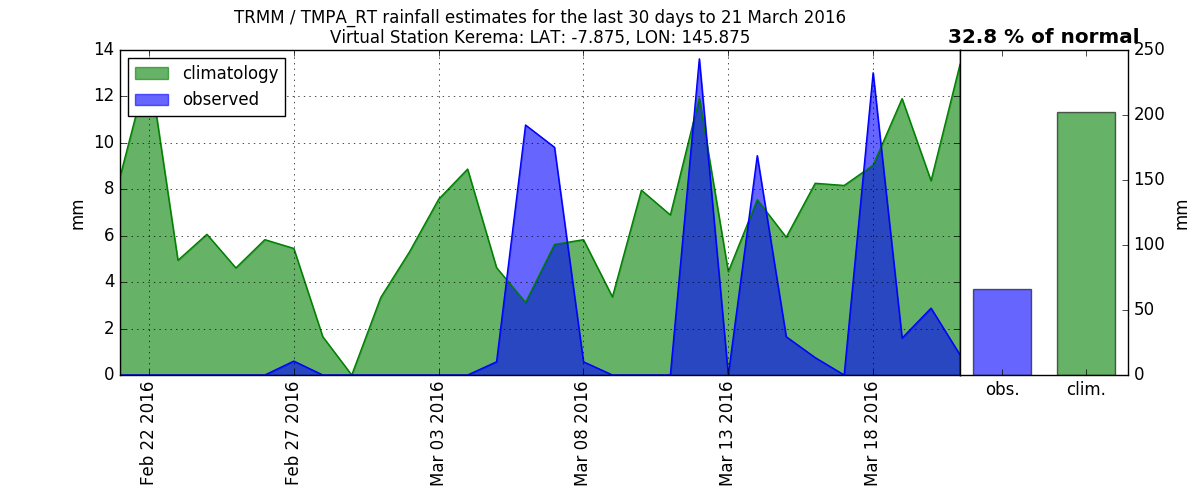 TRMM / TMPA_RT rainfall estimates for the last 30 days to 21 March 2016
Virtual Station Kerema: LAT: -7.875, LON: 145.875
32.8 % of normal
climatology
observed
14
12
10
8
6
4
2
0
mm
Feb 22 2016
Feb 27 2016
Mar 03 2016
Mar 08 2016
Mar 13 2016
Mar 18 2016
250
200
150
100
50
0
mm
obs.
clim.